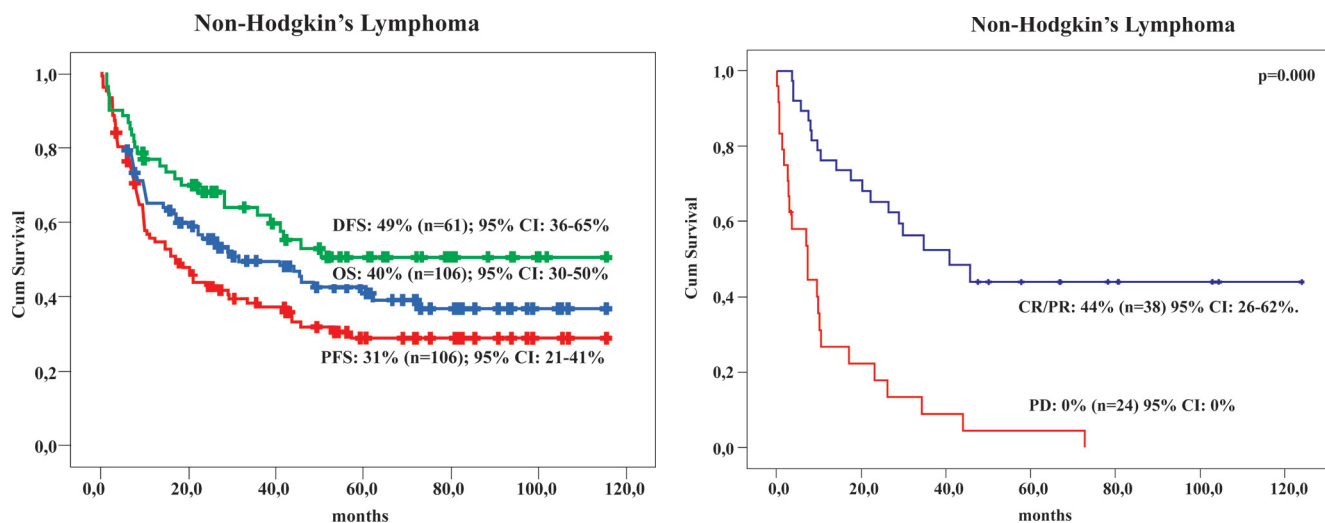 Non-Hodgkin's Lymphoma
1,0
0,8
0,6
0,4
0,2
0,0
Cum Survival
DFS: 49% (n=61); 95% CI: 36-65%
OS: 40% (n=106); 95% CI: 30-50%
PFS: 31% (n=106); 95% CI: 21-41%
0,0 20,0 40,0 60,0 80,0 100,0 120,0
months
Non-Hodgkin's Lymphoma
p=0.000
1,0
0,8
0,6
0,4
0,2
0,0
Cum Survival
CR/PR: 44% (n=38) 95% CI: 26-62%.
PD: 0% (n=24) 95% CI: 0%
0,0 20,0 40,0 60,0 80,0 100,0 120,0
months